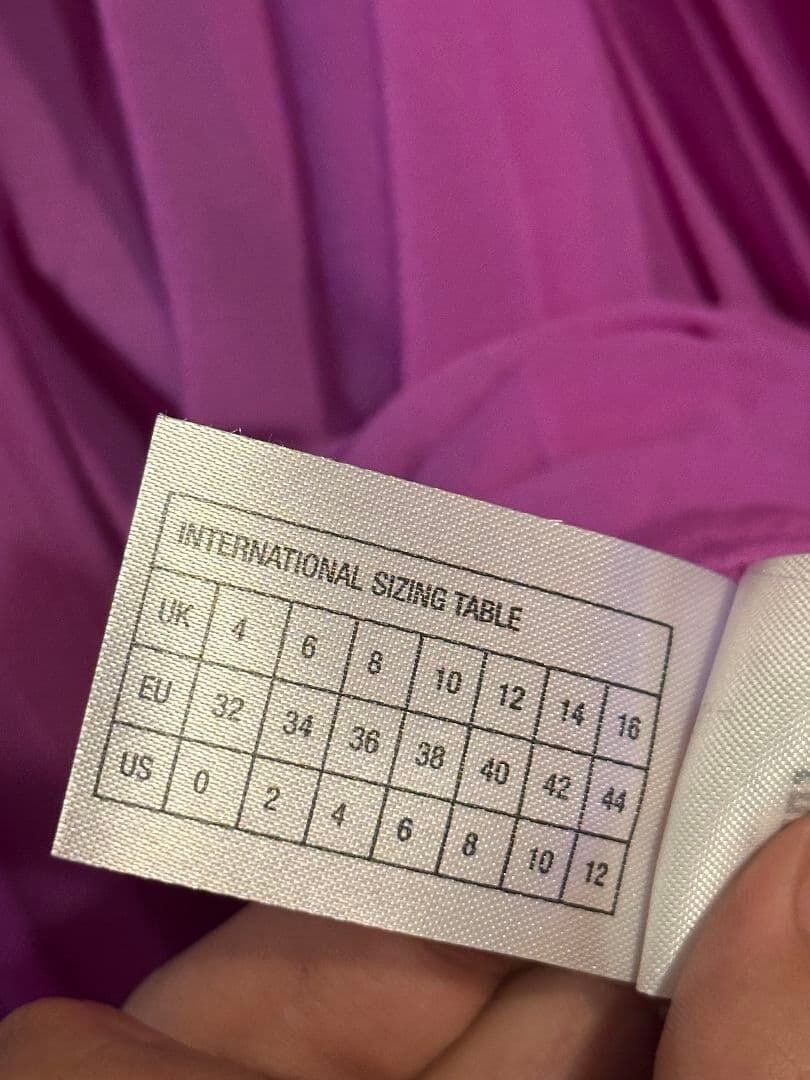 INTERNATIONAL SIZING TABLE
UK 4 6 8 10 12 14 16
EU 32 34 36 38 40 42 44
US 0 2 4 6 8 10 12